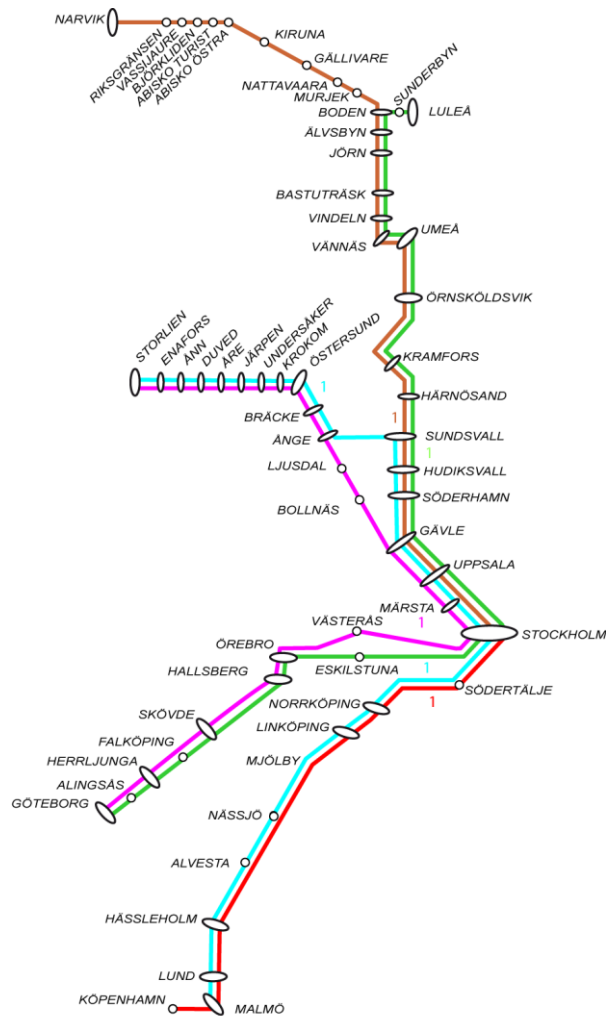 NARVIK
RIKSGRÄNSEN
VASSIJAURE
BJÖRKLIDEN
ABISKO TURIST
ABISKO ÖSTRA
KIRUNA
GÄLLIVARE
NATTAVAARA
MURJEK
SUNDERBYN
BODEN
LULEÅ
ÄLVSBYN
JÖRN
BASTUTRÄSK
VINDELN
UMEÅ
VÄNNÄS
ÖRNSKÖLDSVIK
STORLIEN
ENAFORS
ÅNN
DUVED
ÅRE
JÄRPEN
UNDERSÅKER
KROKOM
ÖSTERSUND
KRAMFORS
1
HÄRNÖSAND
BRÄCKE
1
ÅNGE
SUNDSVALL
1
LJUSDAL
HUDIKSVALL
BOLLNÄS
SÖDERHAMN
GÄVLE
UPPSALA
MÄRSTA
VÄSTERÅS
1
STOCKHOLM
ÖREBRO
HALLSBERG
ESKILSTUNA
1
SÖDERTÄLJE
NORRKÖPING
1
SKÖVDE
LINKÖPING
FALKÖPING
HERRLJUNGA
MJÖLBY
ALINGSÅS
GÖTEBORG
NÄSSJÖ
ALVESTA
HÄSSLEHOLM
LUND
KÖPENHAMN
MALMÖ